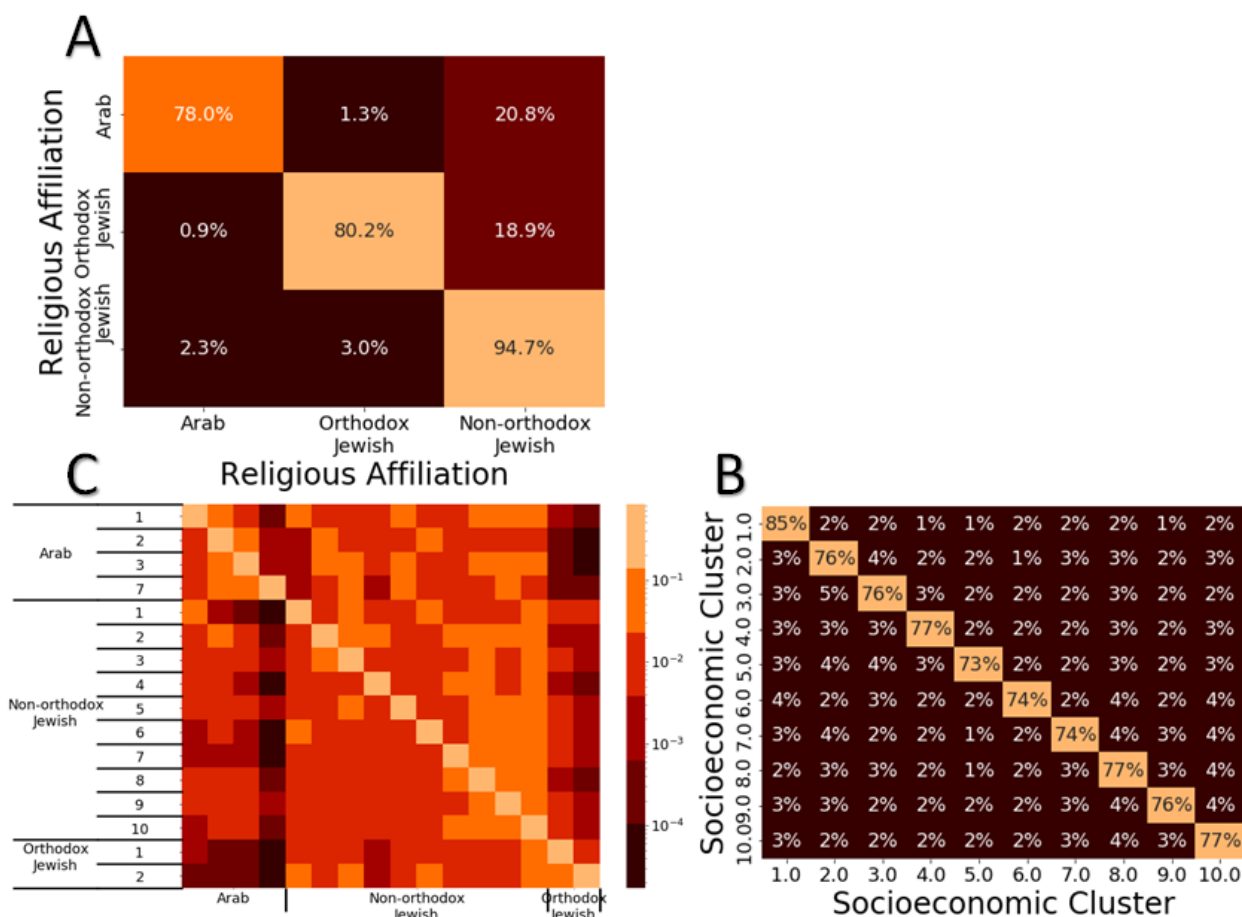 A
Religious Affiliation
Arab
Orthodox
Jewish
Non-orthodox
Jewish
78.0% 1.3% 20.8%
0.9% 80.2% 18.9%
2.3% 3.0% 94.7%
Arab Orthodox Jewish Non-orthodox Jewish
Religious Affiliation
C
Arab
1
2
3
7
Non-orthodox
Jewish
1
2
3
4
5
6
7
8
9
10
Orthodox
Jewish
1
2
Arab Non-orthodox Jewish Orthodox Jewish
10⁻¹
10⁻²
10⁻³
10⁻⁴
B
Socioeconomic Cluster
1.0 85% 2% 2% 1% 1% 2% 2% 2% 1% 2%
2.0 3% 76% 4% 2% 2% 1% 3% 3% 2% 3%
3.0 3% 5% 76% 3% 2% 2% 2% 3% 2% 2%
4.0 3% 3% 3% 77% 2% 2% 2% 3% 2% 3%
5.0 3% 4% 4% 3% 73% 2% 2% 3% 2% 3%
6.0 4% 2% 3% 2% 2% 74% 2% 4% 2% 4%
7.0 3% 4% 2% 2% 1% 2% 74% 4% 3% 4%
8.0 2% 3% 3% 2% 1% 2% 3% 77% 3% 4%
9.0 3% 3% 2% 2% 2% 2% 3% 4% 76% 4%
10.0 3% 2% 2% 2% 2% 2% 3% 4% 3% 77%
1.0 2.0 3.0 4.0 5.0 6.0 7.0 8.0 9.0 10.0
Socioeconomic Cluster